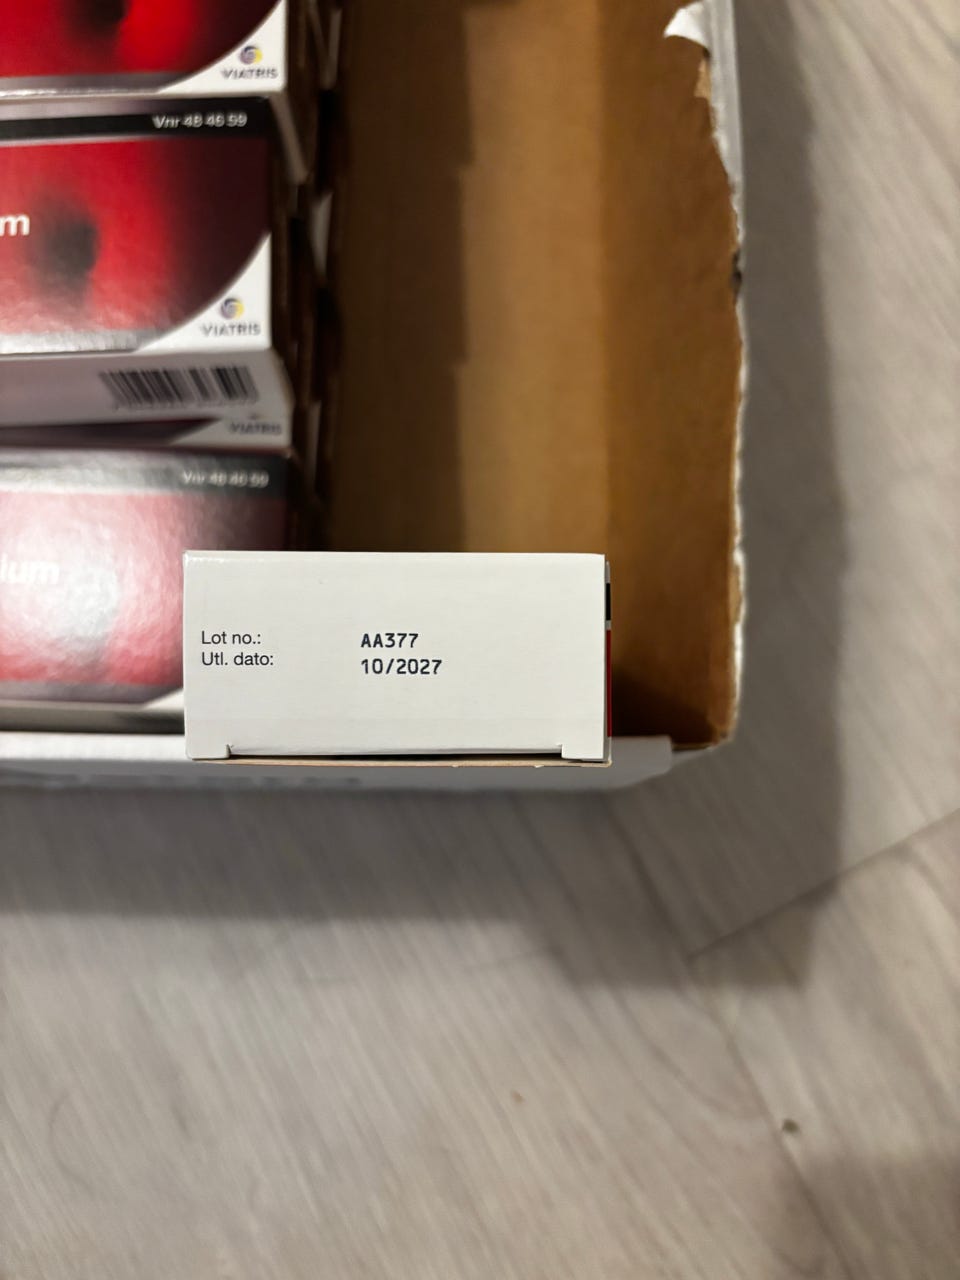 VIATRIS
Vnr 48 46 59
m
VIATRIS
VIATRIS
Vnr 48 46 59
ium
Lot no.: AA377
Utl. dato: 10/2027